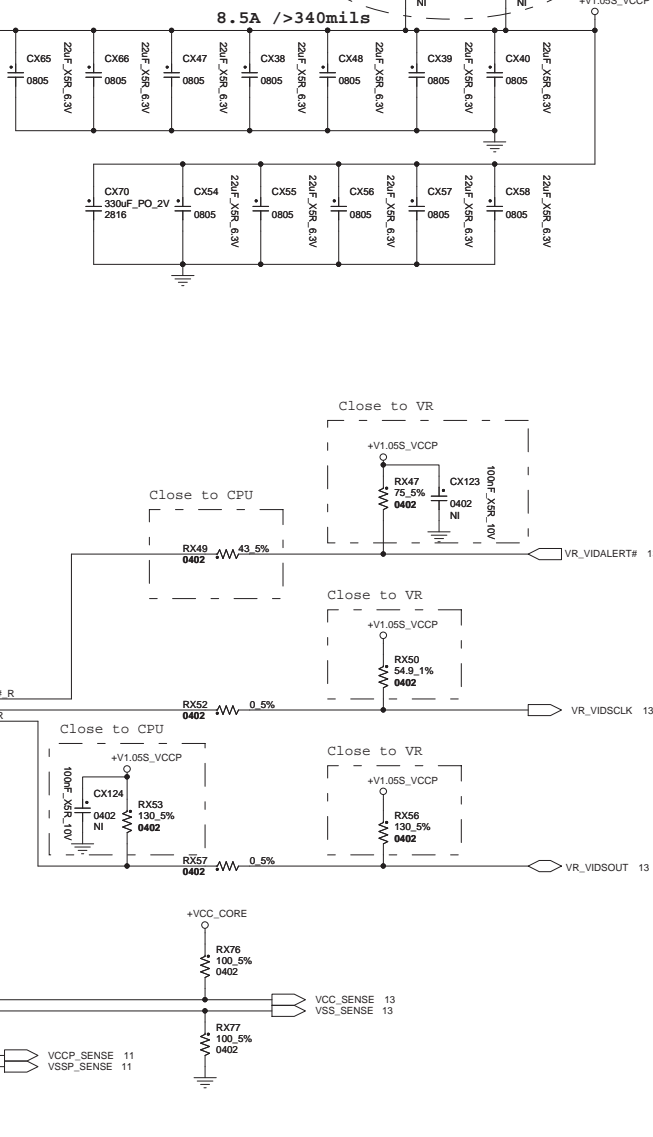 NI
NI
+V1.05S_VCCP
8.5A />340mils
CX65
0805
22uF_X5R_6.3V
CX66
0805
22uF_X5R_6.3V
CX47
0805
22uF_X5R_6.3V
CX38
0805
22uF_X5R_6.3V
CX48
0805
22uF_X5R_6.3V
CX39
0805
22uF_X5R_6.3V
CX40
0805
22uF_X5R_6.3V
CX70
330uF_PO_2V
2816
CX54
0805
22uF_X5R_6.3V
CX55
0805
22uF_X5R_6.3V
CX56
0805
22uF_X5R_6.3V
CX57
0805
22uF_X5R_6.3V
CX58
0805
22uF_X5R_6.3V
Close to VR
+V1.05S_VCCP
RX47
75_5%
0402
CX123
0402
NI
100nF_X5R_10V
Close to CPU
RX49
0402
43_5%
VR_VIDALERT# 1
Close to VR
+V1.05S_VCCP
RX50
54.9_1%
0402
_R
RX52
0402
0_5%
VR_VIDSCLK 13
Close to CPU
+V1.05S_VCCP
100nF_X5R_10V
CX124
0402
NI
RX53
130_5%
0402
Close to VR
+V1.05S_VCCP
RX56
130_5%
0402
RX57
0402
0_5%
VR_VIDSOUT 13
+VCC_CORE
RX76
100_5%
0402
VCC_SENSE 13
VSS_SENSE 13
RX77
100_5%
0402
VCCP_SENSE 11
VSSP_SENSE 11